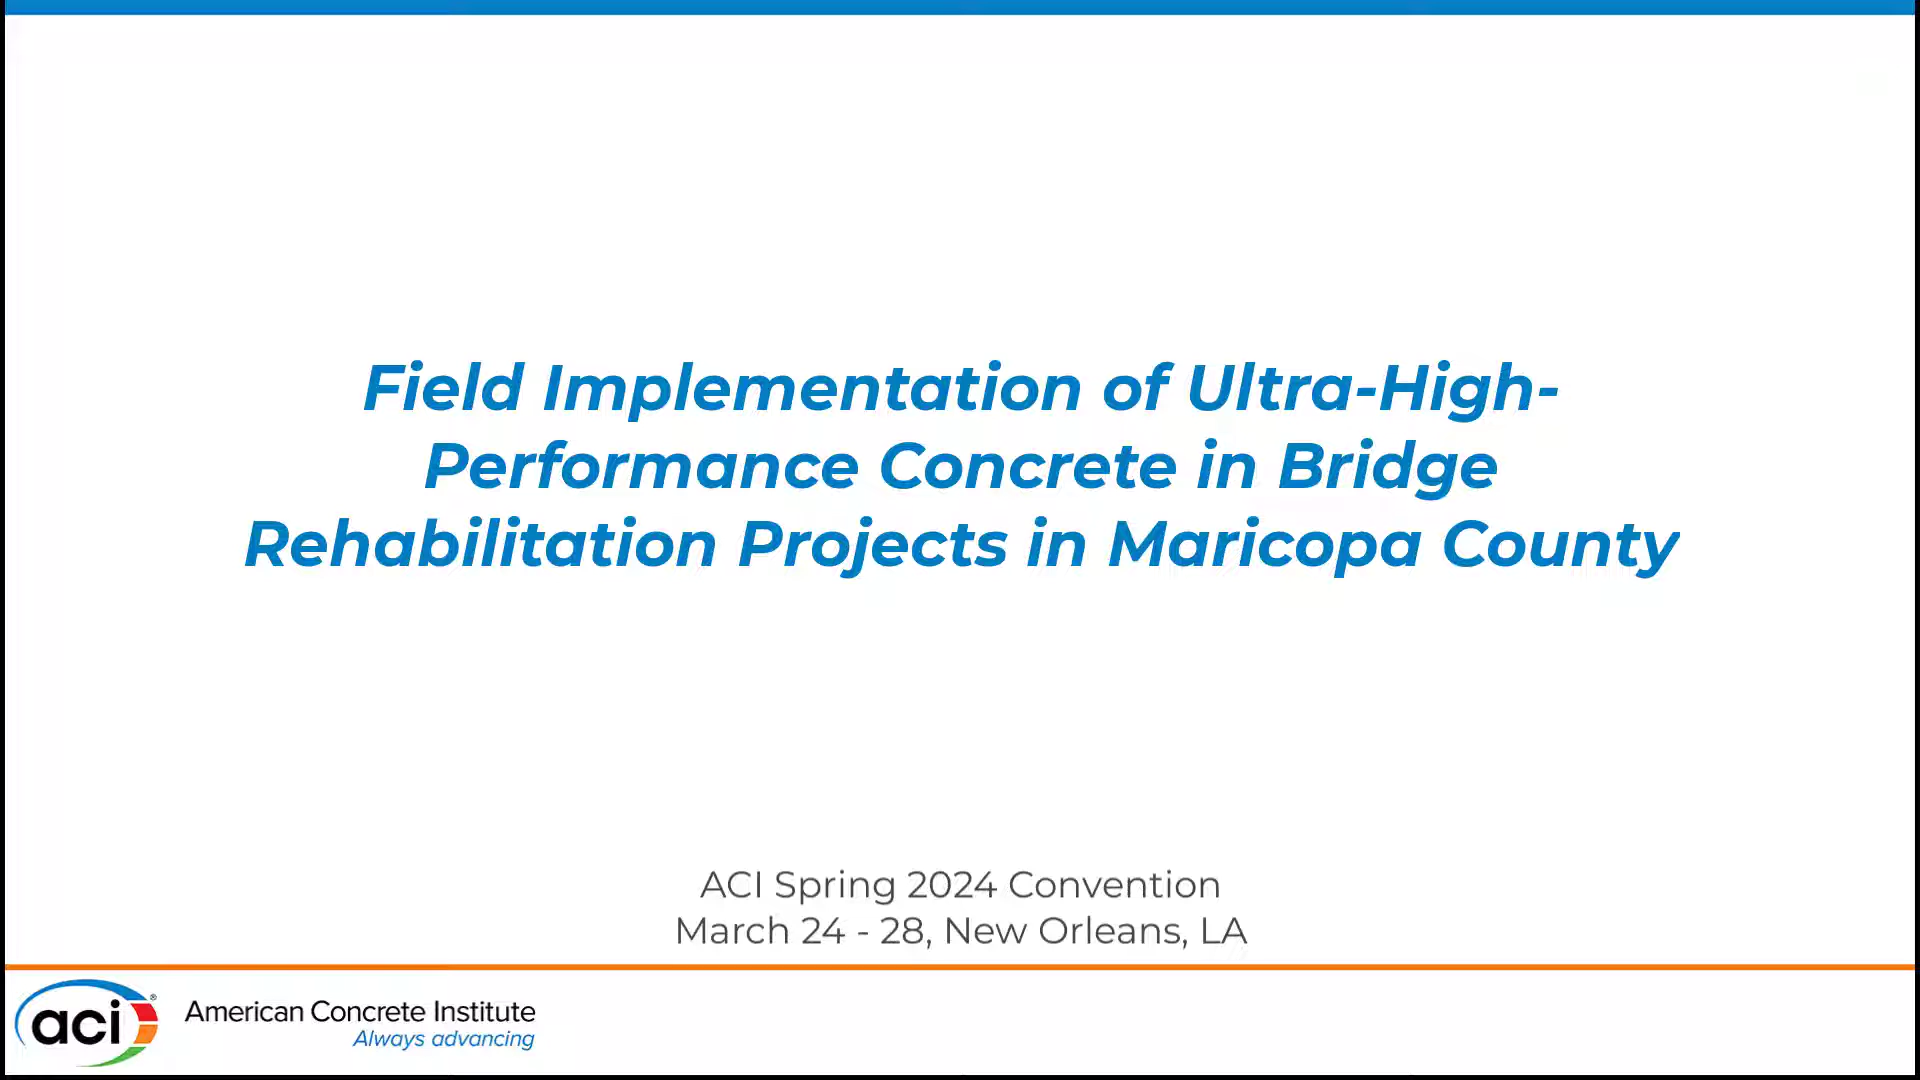 Field Implementation of Ultra-High-
Performance Concrete in Bridge
Rehabilitation Projects in Maricopa County
ACI Spring 2024 Convention
March 24 - 28, New Orleans, LA
aci®
American Concrete Institute
Always advancing